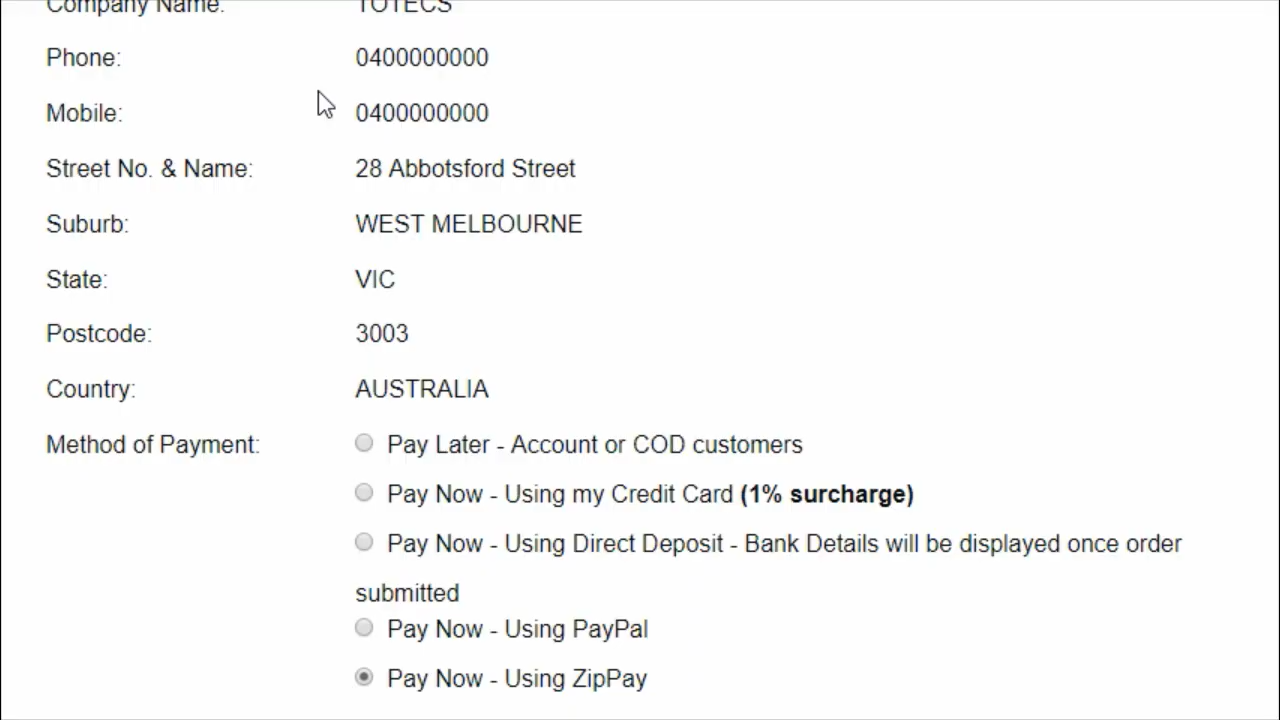 Company Name: TOTECS
Phone: 0400000000
Mobile: 0400000000
Street No. & Name: 28 Abbotsford Street
Suburb: WEST MELBOURNE
State: VIC
Postcode: 3003
Country: AUSTRALIA
Method of Payment: Pay Later - Account or COD customers
Pay Now - Using my Credit Card (1% surcharge)
Pay Now - Using Direct Deposit - Bank Details will be displayed once order
submitted
Pay Now - Using PayPal
Pay Now - Using ZipPay